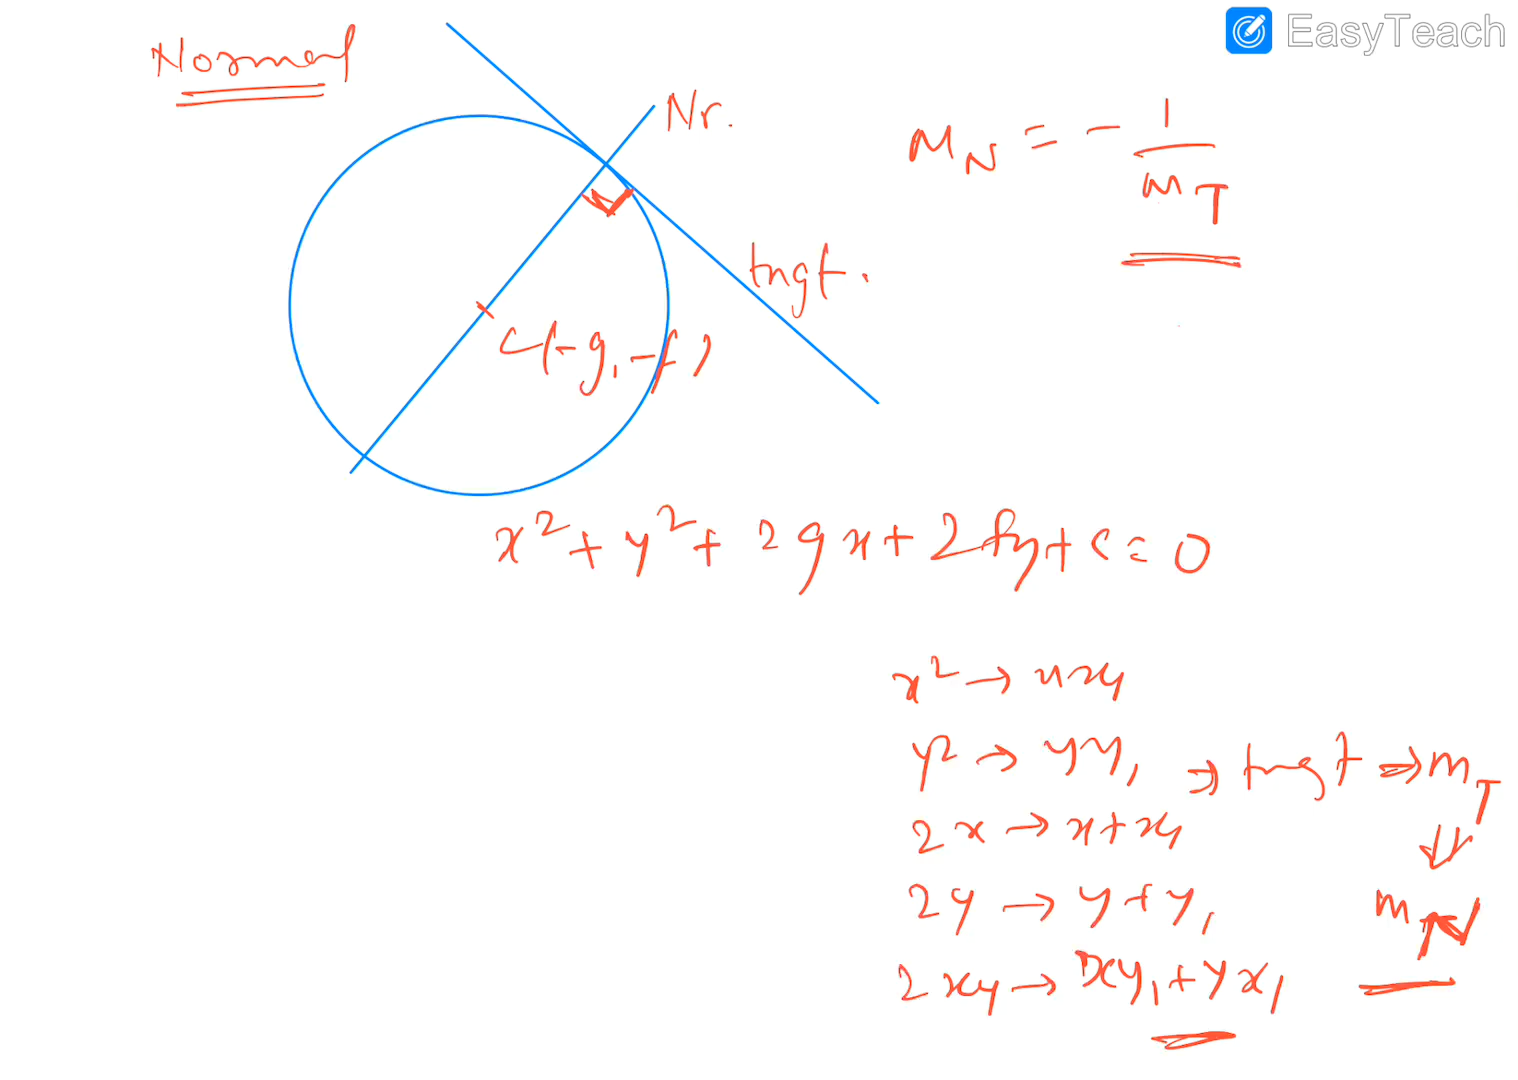 EasyTeach
Normal
Nr.
m_N = - 1/m_T
tngt.
C(-g, -f)
x² + y² + 2gx + 2fy + c = 0
x² → xx₁
y² → yy₁ ⇒ tngt ⇒ m_T
2x → x + x₁
⇓
2y → y + y₁
m_N
2xy → xy₁ + yx₁